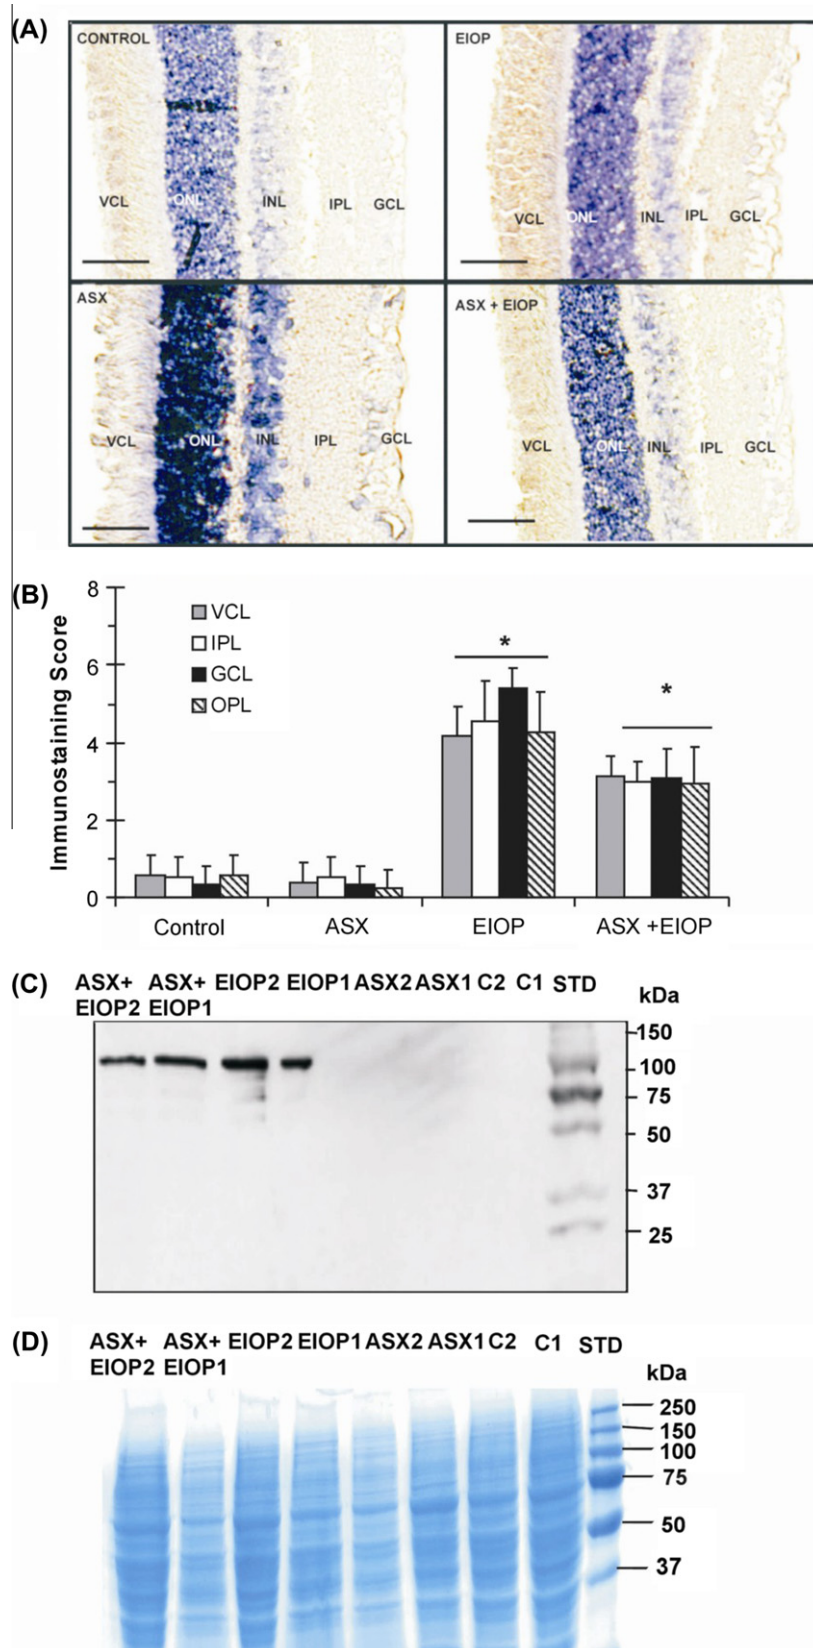 (A)
CONTROL
EIOP
VCL ONL INL IPL GCL
VCL ONL INL IPL GCL
ASX
ASX + EIOP
VCL ONL INL IPL GCL
VCL ONL INL IPL GCL
(B)
Immunostaining Score
8
6
4
2
0
VCL
IPL
GCL
OPL
*
*
Control ASX EIOP ASX +EIOP
(C)
ASX+ ASX+ EIOP2 EIOP1 ASX2 ASX1 C2 C1 STD
EIOP2 EIOP1
kDa
150
100
75
50
37
25
(D)
ASX+ ASX+ EIOP2 EIOP1 ASX2 ASX1 C2 C1 STD
EIOP2 EIOP1
kDa
250
150
100
75
50
37